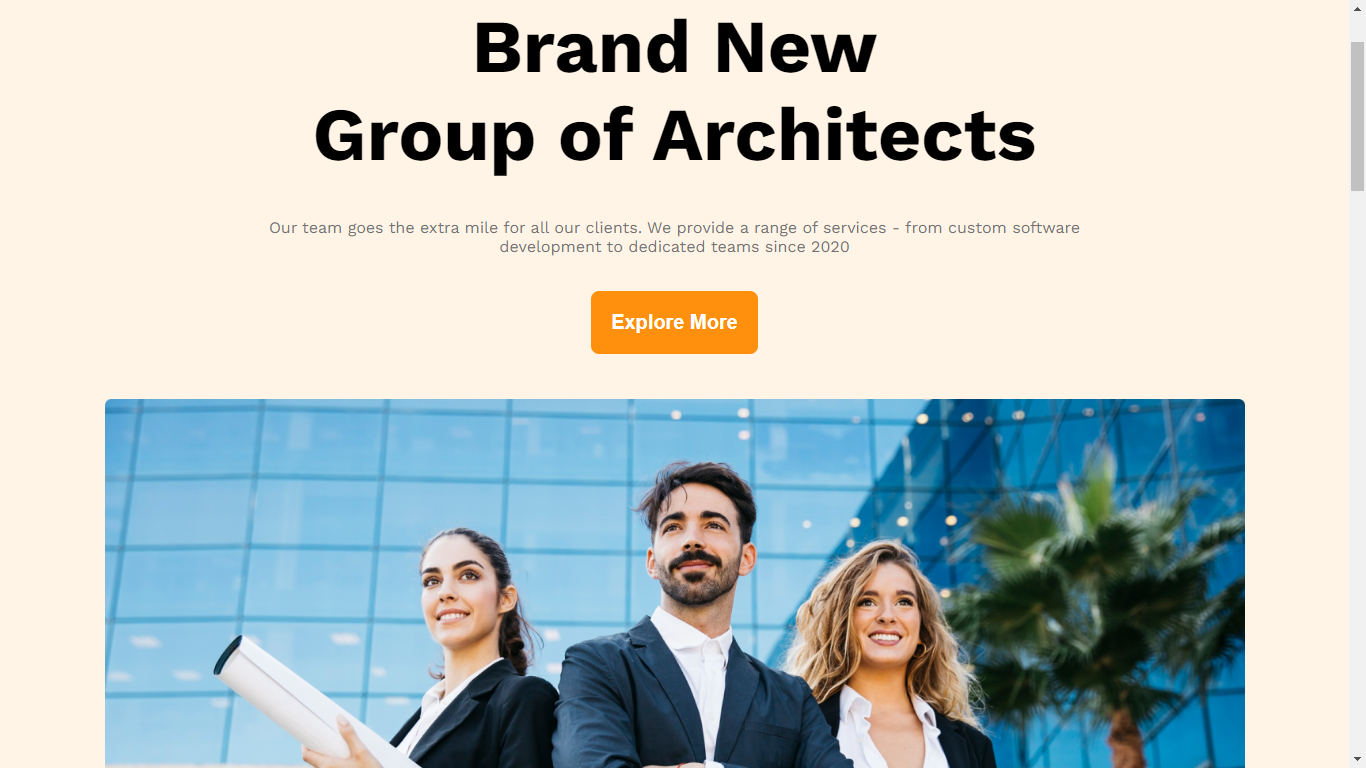 Brand New
Group of Architects
Our team goes the extra mile for all our clients. We provide a range of services - from custom software
development to dedicated teams since 2020
Explore More